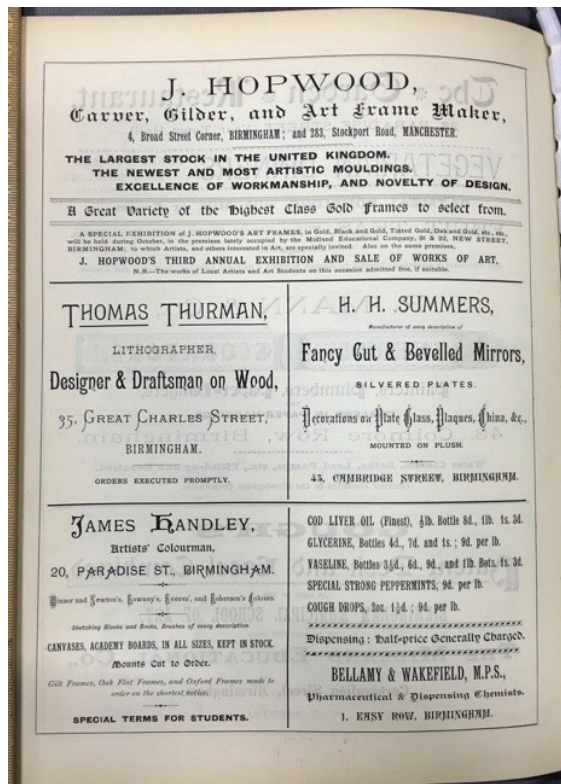 J. HOPWOOD,
Carver, Gilder, and Art Frame Maker,
4, Broad Street Corner, BIRMINGHAM; and 283, Stockport Road, MANCHESTER.
THE LARGEST STOCK IN THE UNITED KINGDOM.
THE NEWEST AND MOST ARTISTIC MOULDINGS.
EXCELLENCE OF WORKMANSHIP, AND NOVELTY OF DESIGN.
A Great Variety of the Highest Class Gold Frames to select from.
A SPECIAL EXHIBITION of J. HOPWOOD'S ART FRAMES, in Gold, Black and Gold, Tinted Gold, Oak and Gold, etc., etc.,
will be held during October, in the premises lately occupied by the Midland Educational Company, 91 & 92, NEW STREET,
BIRMINGHAM; to which Artists, and others interested in Art, are specially invited. Also on the same premises,
J. HOPWOOD'S THIRD ANNUAL EXHIBITION AND SALE OF WORKS OF ART.
N.B.—The works of Local Artists and Art Students on this occasion admitted free, if suitable.
THOMAS THURMAN,
LITHOGRAPHER,
Designer & Draftsman on Wood,
35, GREAT CHARLES STREET,
BIRMINGHAM.
ORDERS EXECUTED PROMPTLY.
H. H. SUMMERS,
Manufacturer of every description of
Fancy Cut & Bevelled Mirrors,
SILVERED PLATES.
Decorations on Plate Glass, Plaques, China, &c.,
MOUNTED ON PLUSH.
45, CAMBRIDGE STREET, BIRMINGHAM.
JAMES HANDLEY,
Artists' Colourman,
20, PARADISE ST., BIRMINGHAM.
Winsor and Newton's, Rowney's, Reeves', and Roberson's Colours.
Sketching Blocks and Books, Brushes of every description.
CANVASES, ACADEMY BOARDS, IN ALL SIZES, KEPT IN STOCK.
Mounts Cut to Order.
Gilt Frames, Oak Flat Frames, and Oxford Frames made to
order on the shortest notice.
SPECIAL TERMS FOR STUDENTS.
COD LIVER OIL (Finest), ½lb. Bottle 8d., 1lb. 1s. 3d.
GLYCERINE, Bottles 4d., 7d. and 1s.; 9d. per lb.
VASELINE, Bottles 3½d., 6d., 9d., and 1lb. Bots. 1s. 3d.
SPECIAL STRONG PEPPERMINTS, 9d. per lb.
COUGH DROPS, 2oz. 1½d.; 9d. per lb.
Dispensing: half-price Generally Charged.
BELLAMY & WAKEFIELD, M.P.S.,
Pharmaceutical & Dispensing Chemists.
1, EASY ROW, BIRMINGHAM.